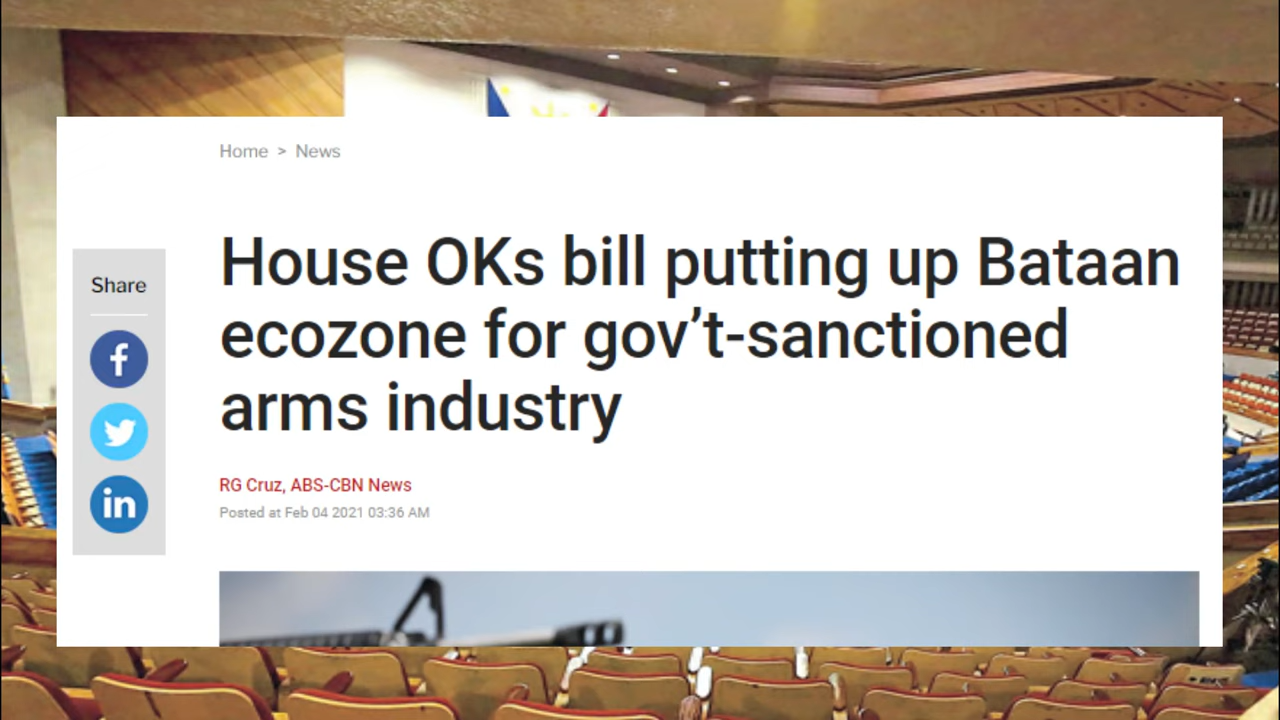 Home > News
House OKs bill putting up Bataan
ecozone for gov’t-sanctioned
arms industry
RG Cruz, ABS-CBN News
Posted at Feb 04 2021 03:36 AM
Share
f
in